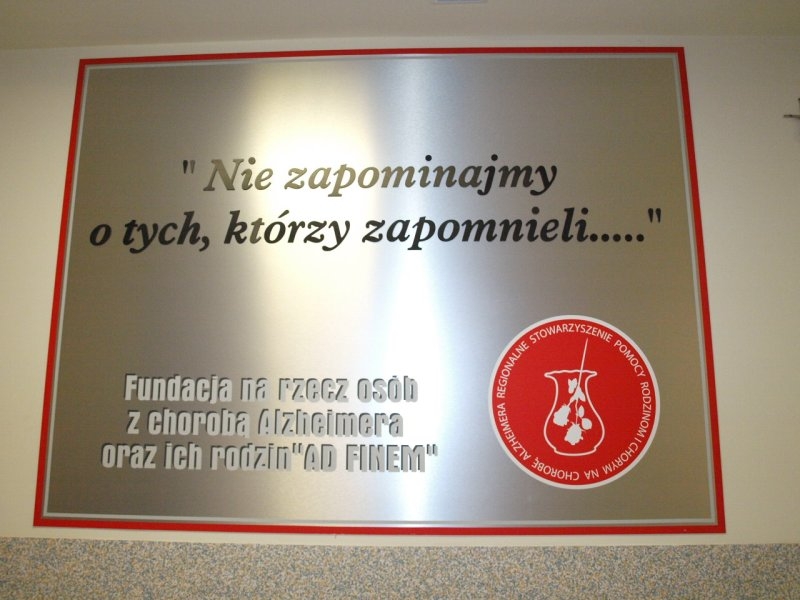 " Nie zapominajmy
o tych, którzy zapomnieli....."
Fundacja na rzecz osób
z chorobą Alzheimera
oraz ich rodzin"AD FINEM"
REGIONALNE STOWARZYSZENIE POMOCY RODZINOM I CHORYM NA CHOROBĘ ALZHEIMERA